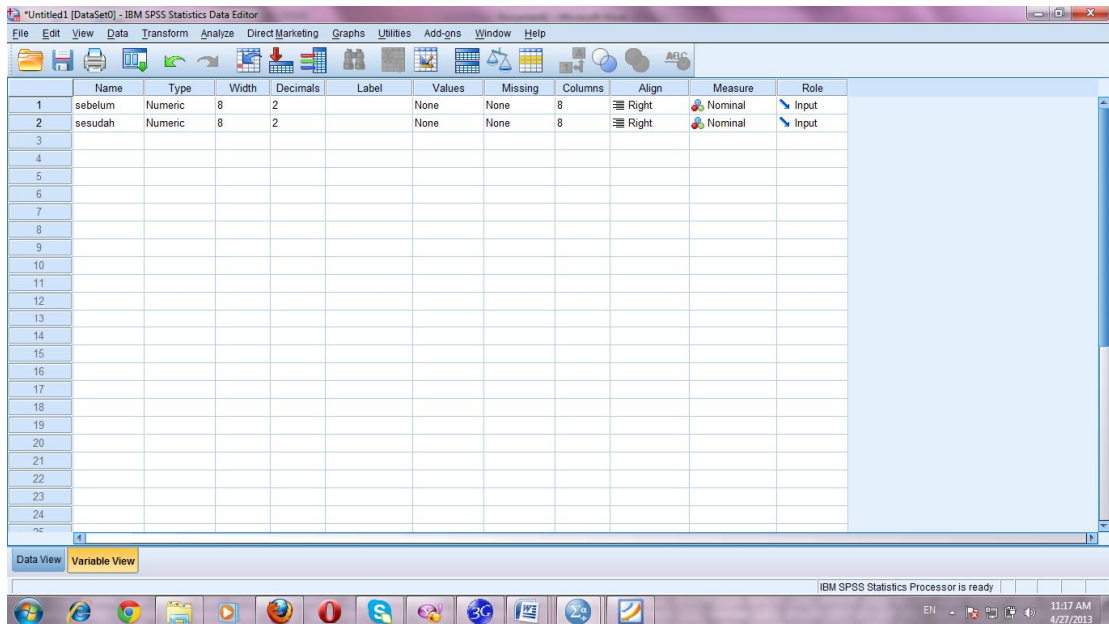 *Untitled1 [DataSet0] - IBM SPSS Statistics Data Editor
File Edit View Data Transform Analyze Direct Marketing Graphs Utilities Add-ons Window Help
Name Type Width Decimals Label Values Missing Columns Align Measure Role
1 sebelum Numeric 8 2 None None 8 Right Nominal Input
2 sesudah Numeric 8 2 None None 8 Right Nominal Input
3
4
5
6
7
8
9
10
11
12
13
14
15
16
17
18
19
20
21
22
23
24
Data View Variable View
IBM SPSS Statistics Processor is ready
EN 11:17 AM
4/27/2013